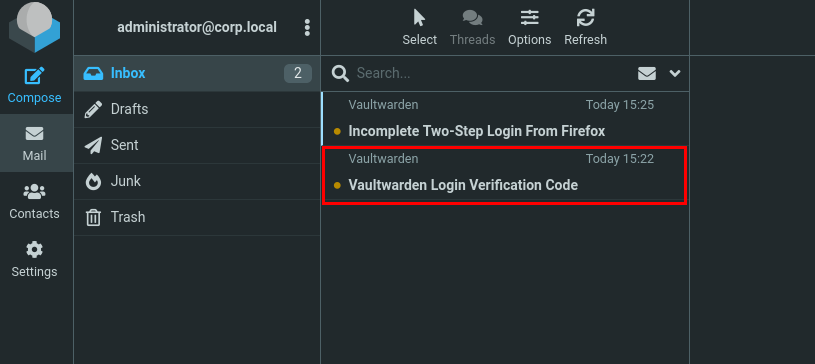 administrator@corp.local
Compose
Mail
Contacts
Settings
Inbox 2
Drafts
Sent
Junk
Trash
Select Threads Options Refresh
Search...
Vaultwarden Today 15:25
Incomplete Two-Step Login From Firefox
Vaultwarden Today 15:22
Vaultwarden Login Verification Code